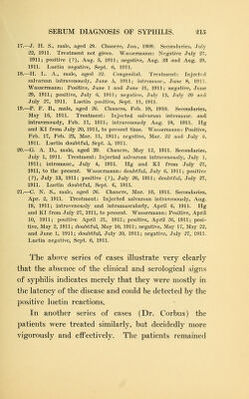 SERUM DIAGNOSIS OF SYPHILIS. 215
17.—J. H. S., male, aged 28. Chancre, Jan., 1909. Secondaries, July
22, 1911. Treatment not given. Wassermann: Negative July 27,
1911; positive (?), Aug. 5, 1911; negative, Aug. 22 and Aug. 29,
1911. Luetin negative, Sept. 6, 1911.
18.—H. L. A., male, aged 22. Congenital. Treatment: Injected
salvarsan intravenously, June 5, 1911; intravenous, June 8, 1911.
Wassermann: Positive, June 1 and June 21, 1911; negative, June
29, 1911; positive, July 6, 1911; negative, July 13, July 20 and
July 27, 1911. Luetin positive, Sept. 13, 1911.
19.—P. F. B., male, aged 26. Chancre, Feb. 10, 1910. Secondaries,
May 16, 1911. Treatment: Injected salvarsan intramusc. and
intravenously, Feb. 17, 1911; intravenously Aug. 18, 1911. Hg
and KI from July 20, 1911, to present time. Wassermann: Positive,
Feb. 17, Feb. 23, Mar. 15, 1911; negative, Mar. 22 and July 6,
1911. Luetin doubtful, Sept. 5, 1911.
20.—G. A. D., male, aged 39. Chancre, May 12, 1911. Secondaries,
July 1, 1911. Treatment: Injected salvarsan intravenously, July 1,
1911; intramusc., July 6, 1911. Hg and KI from July 27,
1911, to the present. Wassermann: doubtful, July 6, 1911; positive
(?), July 13, 1911; positive (?), July 20, 1911; doubtful, July 27,
1911. Luetin doubtful, Sept. 6, 1911.
21.—C. N. S., male, aged 26. Chancre, Mar. 10, 1911. Secondaries,
Apr. 2, 1911. Treatment: Injected salvarsan intravenously, Aug.
18, 1911; intravenously and intramuscularly, April 6, 1911. Hg
and KI from July 27, 1911, to present. Wassermann: Positive, April
10, 1911; positive April 21, 1911; positive, April 26, 1911; posi-
tive, May 2, 1911; doubtful, May 10, 1911; negative, May 17, May 22,
and June 1, 1911; doubtful, July 20, 1911; negative, July 27, 1911.
Luetin negative, Sept. 6, 1911.
The above series of cases illustrate very clearly
that the absence of the clinical and serological signs
of syphilis indicates merely that they were mostly in
the latency of the disease and could be detected by the
positive luetin reactions.
In another series of cases (Dr. Corbus) the
patients were treated similarly, but decidedly more
vigorously and effectively. The patients remained